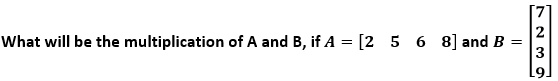 What will be the multiplication of A and B, if A = [2 5 6 8] and B = [7 2 3 9]